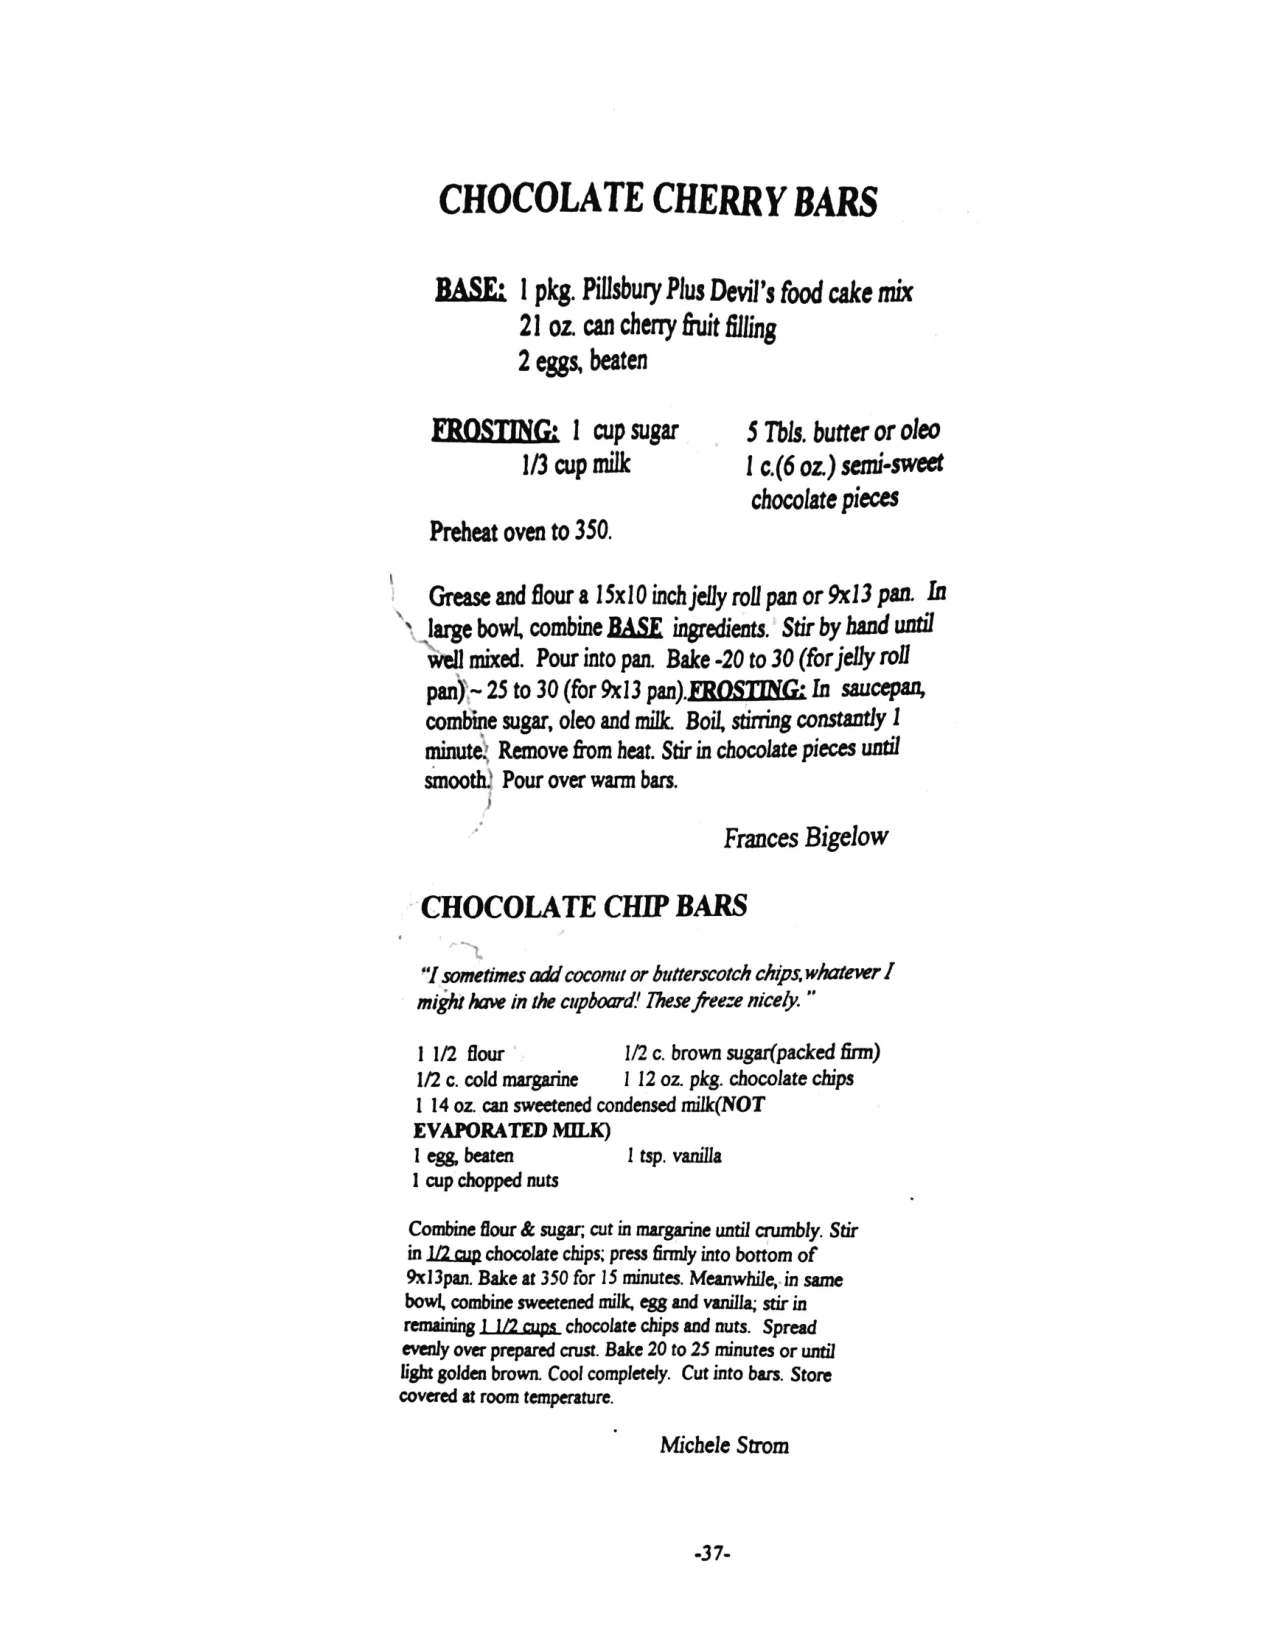 CHOCOLATE CHERRY BARS
BASE: 1 pkg. Pillsbury Plus Devil's food cake mix
21 oz. can cherry fruit filling
2 eggs, beaten
FROSTING: 1 cup sugar 5 Tbls. butter or oleo
1/3 cup milk 1 c.(6 oz.) semi-sweet
chocolate pieces
Preheat oven to 350.
Grease and flour a 15x10 inch jelly roll pan or 9x13 pan. In
large bowl, combine BASE ingredients. Stir by hand until
well mixed. Pour into pan. Bake -20 to 30 (for jelly roll
pan) ~ 25 to 30 (for 9x13 pan).FROSTING: In saucepan,
combine sugar, oleo and milk. Boil, stirring constantly 1
minute. Remove from heat. Stir in chocolate pieces until
smooth. Pour over warm bars.
Frances Bigelow
CHOCOLATE CHIP BARS
"I sometimes add coconut or butterscotch chips, whatever I
might have in the cupboard! These freeze nicely. "
1 1/2 flour 1/2 c. brown sugar(packed firm)
1/2 c. cold margarine 1 12 oz. pkg. chocolate chips
1 14 oz. can sweetened condensed milk(NOT
EVAPORATED MILK)
1 egg, beaten 1 tsp. vanilla
1 cup chopped nuts
Combine flour & sugar; cut in margarine until crumbly. Stir
in 1/2 cup chocolate chips; press firmly into bottom of
9x13pan. Bake at 350 for 15 minutes. Meanwhile, in same
bowl, combine sweetened milk, egg and vanilla; stir in
remaining 1 1/2 cups chocolate chips and nuts. Spread
evenly over prepared crust. Bake 20 to 25 minutes or until
light golden brown. Cool completely. Cut into bars. Store
covered at room temperature.
Michele Strom
-37-